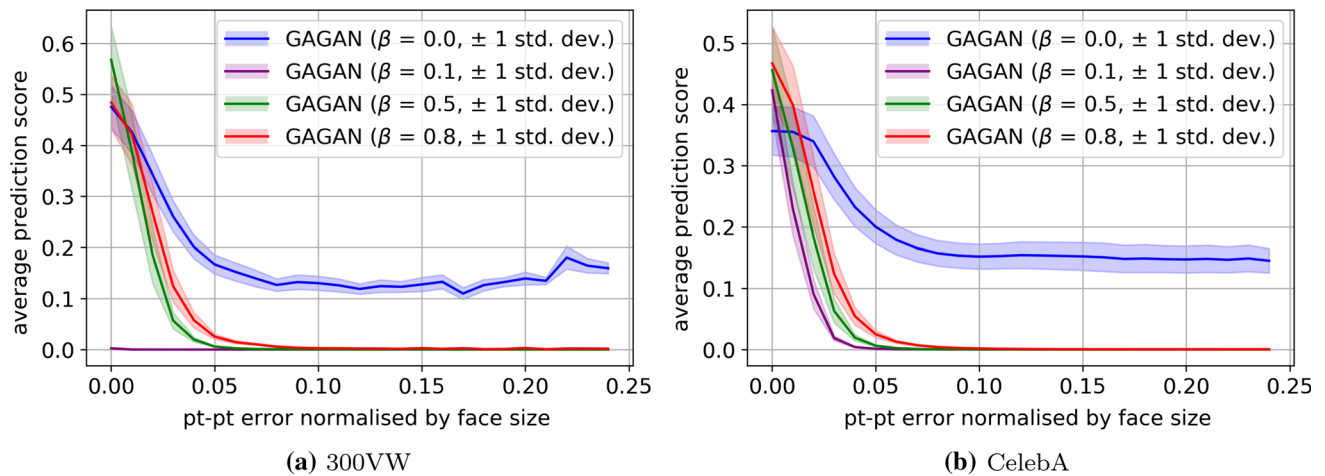 average prediction score
0.6
0.5
0.4
0.3
0.2
0.1
0.0
GAGAN (β = 0.0, ± 1 std. dev.)
GAGAN (β = 0.1, ± 1 std. dev.)
GAGAN (β = 0.5, ± 1 std. dev.)
GAGAN (β = 0.8, ± 1 std. dev.)
0.00 0.05 0.10 0.15 0.20 0.25
pt-pt error normalised by face size
(a) 300VW
average prediction score
0.5
0.4
0.3
0.2
0.1
0.0
GAGAN (β = 0.0, ± 1 std. dev.)
GAGAN (β = 0.1, ± 1 std. dev.)
GAGAN (β = 0.5, ± 1 std. dev.)
GAGAN (β = 0.8, ± 1 std. dev.)
0.00 0.05 0.10 0.15 0.20 0.25
pt-pt error normalised by face size
(b) CelebA